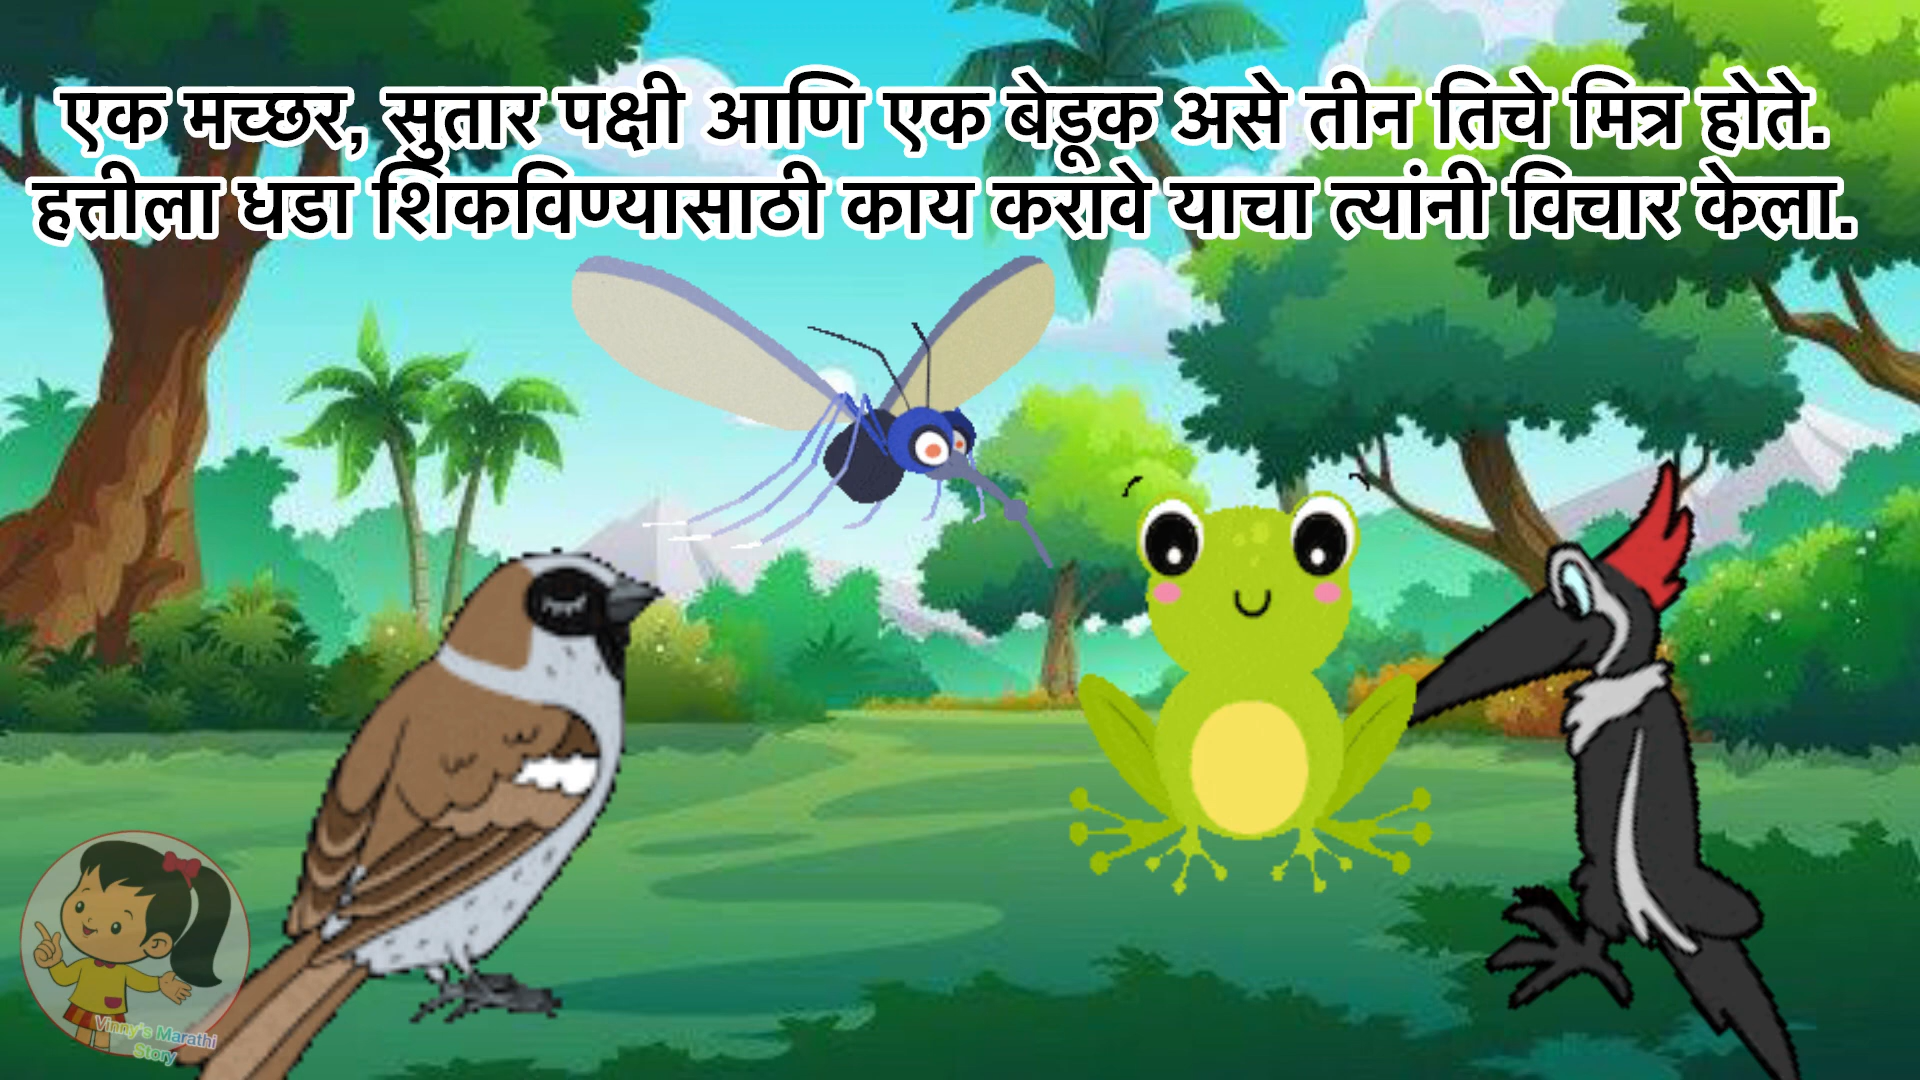 एक मच्छर, सुतार पक्षी आणि एक बेडूक असे तीन तिचे मित्र होते.
हत्तीला धडा शिकविण्यासाठी काय करावे याचा त्यांनी विचार केला.
Vinny's Marathi
Story